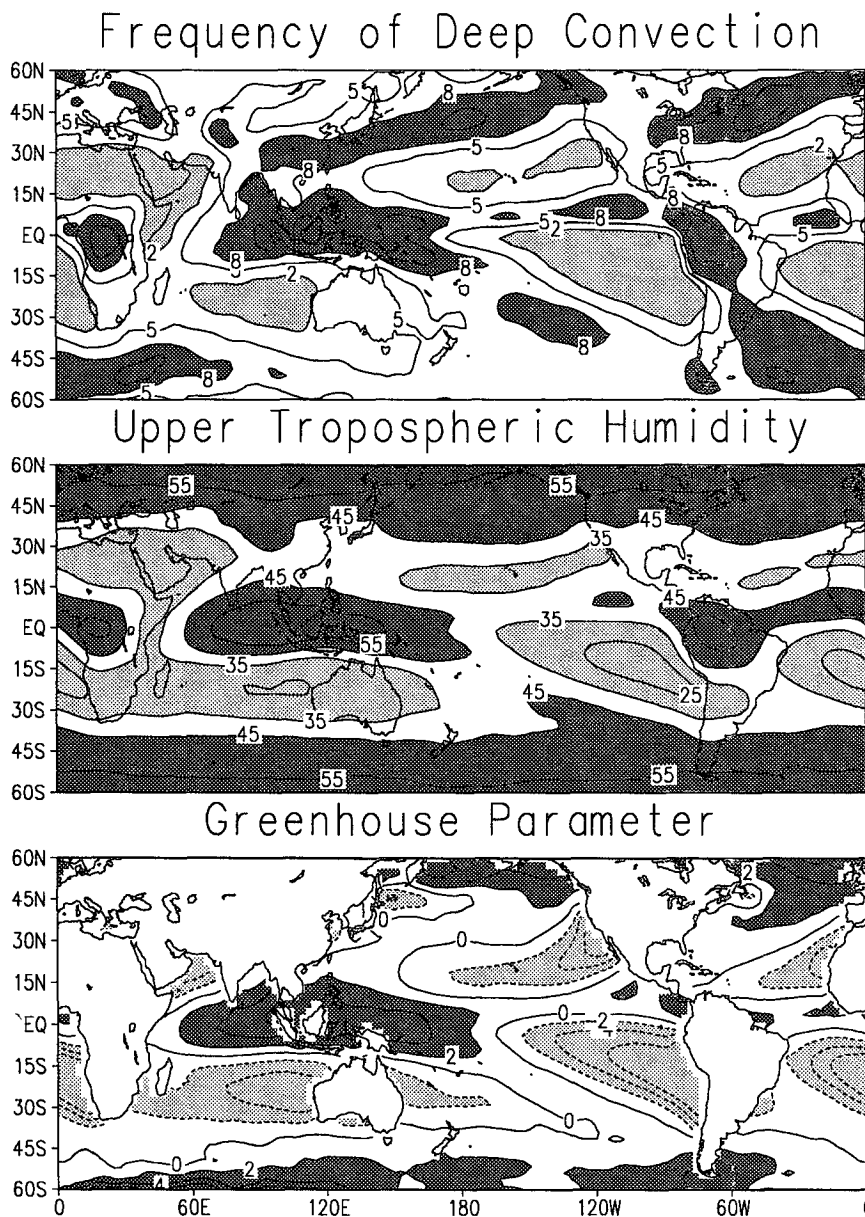 Frequency of Deep Convection
60N
45N
30N
15N
EQ
15S
30S
45S
60S
5
5
8
8
5
2
8
5
8
5
8
2
5
2
8
5
8
9
2
8
5
5
8
5
8
Upper Tropospheric Humidity
60N
45N
30N
15N
EQ
15S
30S
45S
60S
55
55
45
45
35
45
45
35
55
35
25
45
35
45
55
55
Greenhouse Parameter
60N
45N
30N
15N
EQ
15S
30S
45S
60S
2
0
0
0
2
2
0
0
2
4
0
60E
120E
180
120W
60W